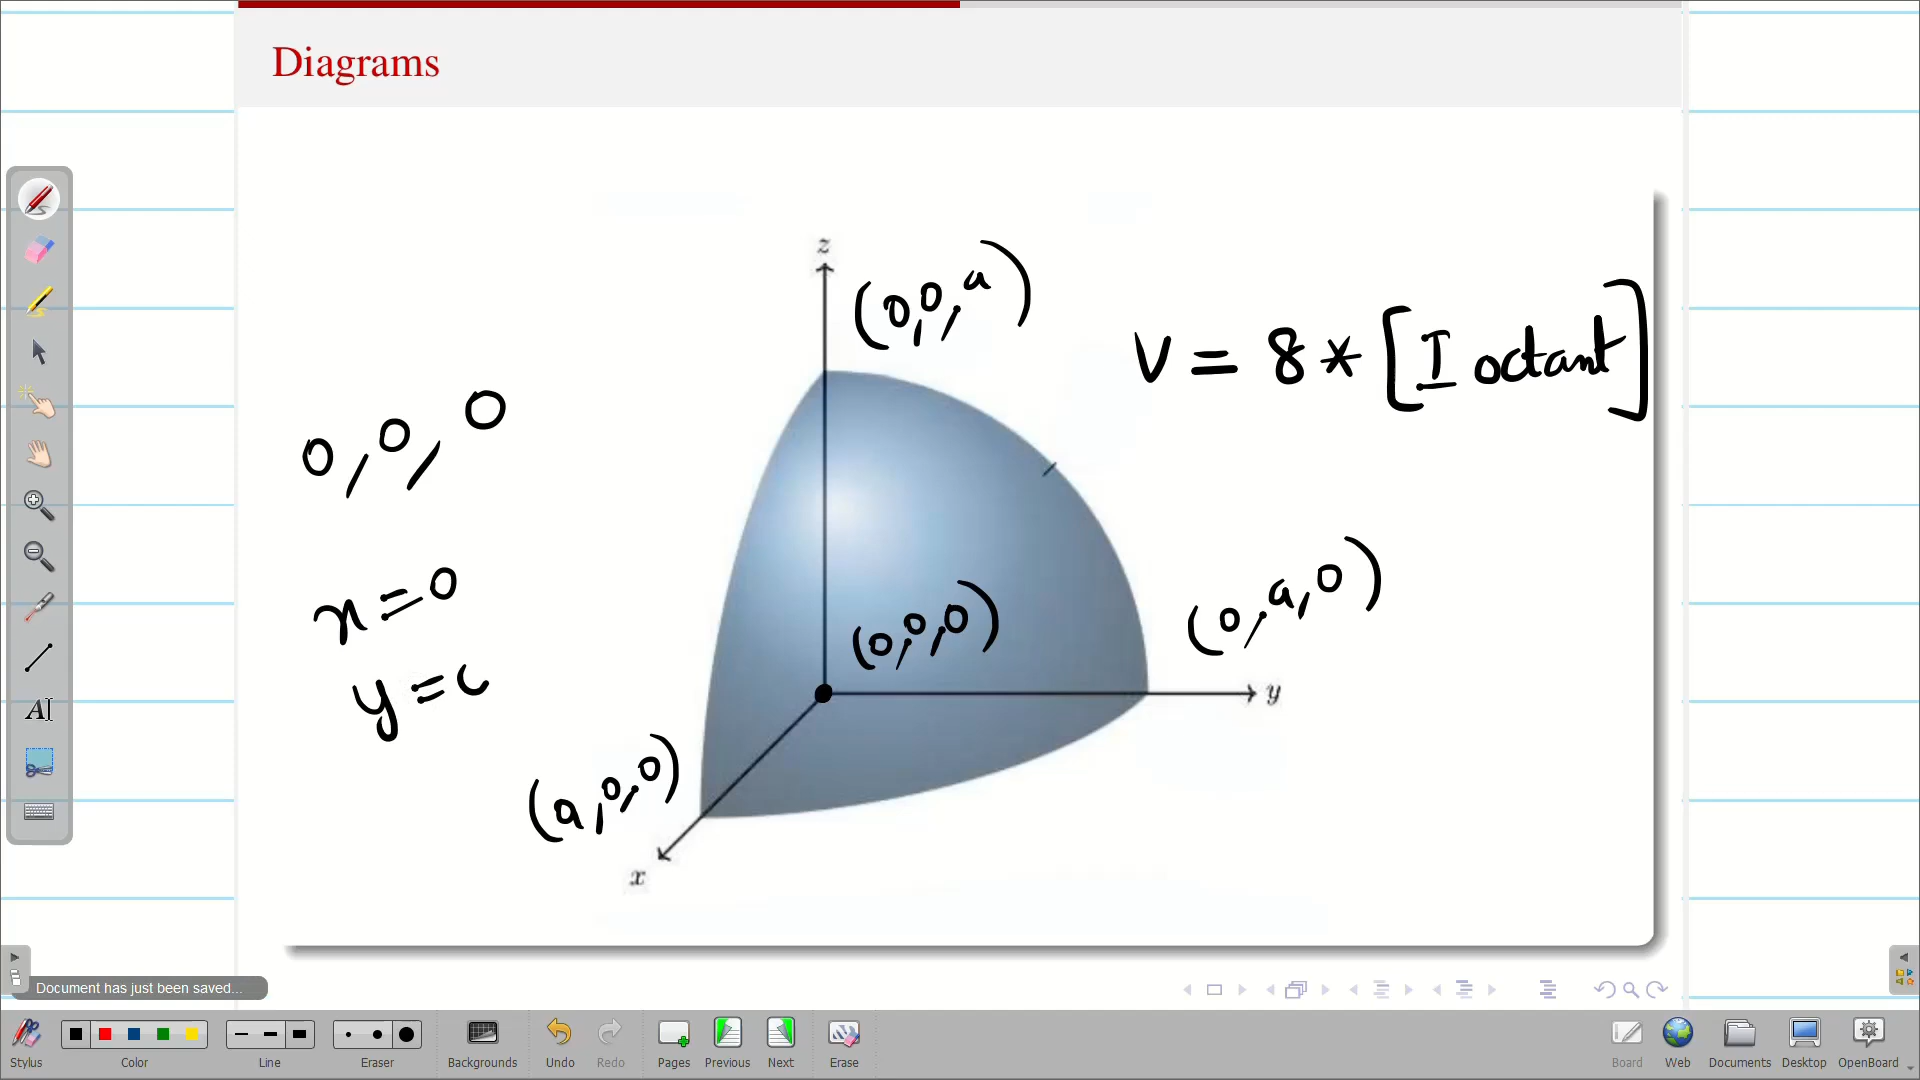 Diagrams
z
(0,0,a)
V = 8 * [I octant]
0,0,0
x=0
(0,a,0)
(0,0,0)
y
(a,0,0)
x
Document has just been saved...
Stylus
Color
Line
Eraser
Backgrounds
Undo
Redo
Pages
Previous
Next
Erase
Board
Web
Documents
Desktop
OpenBoard